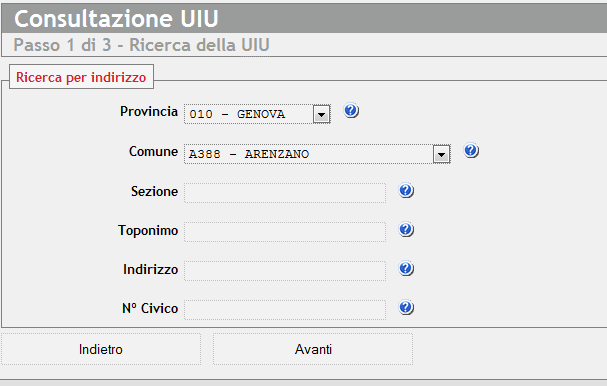 Consultazione UIU
Passo 1 di 3 - Ricerca della UIU
Ricerca per indirizzo
Provincia 010 - GENOVA ?
Comune A388 - ARENZANO ?
Sezione ?
Toponimo ?
Indirizzo ?
N° Civico ?
Indietro Avanti